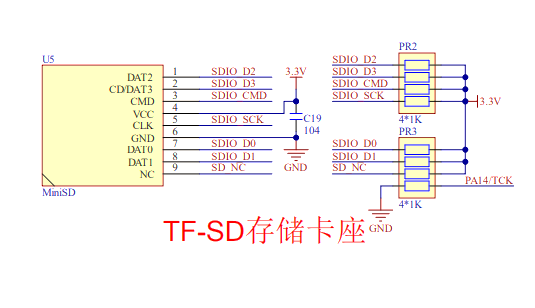 U5
DAT2 1 SDIO_D2
CD/DAT3 2 SDIO_D3
CMD 3 SDIO_CMD
VCC 4
CLK 5 SDIO_SCK
GND 6
DAT0 7 SDIO_D0
DAT1 8 SDIO_D1
NC 9 SD_NC
MiniSD
3.3V
C19
104
GND
PR2
SDIO_D2
SDIO_D3
SDIO_CMD
SDIO_SCK
4*1K
3.3V
PR3
SDIO_D0
SDIO_D1
SD_NC
PA14/TCK
4*1K
GND
TF-SD存储卡座